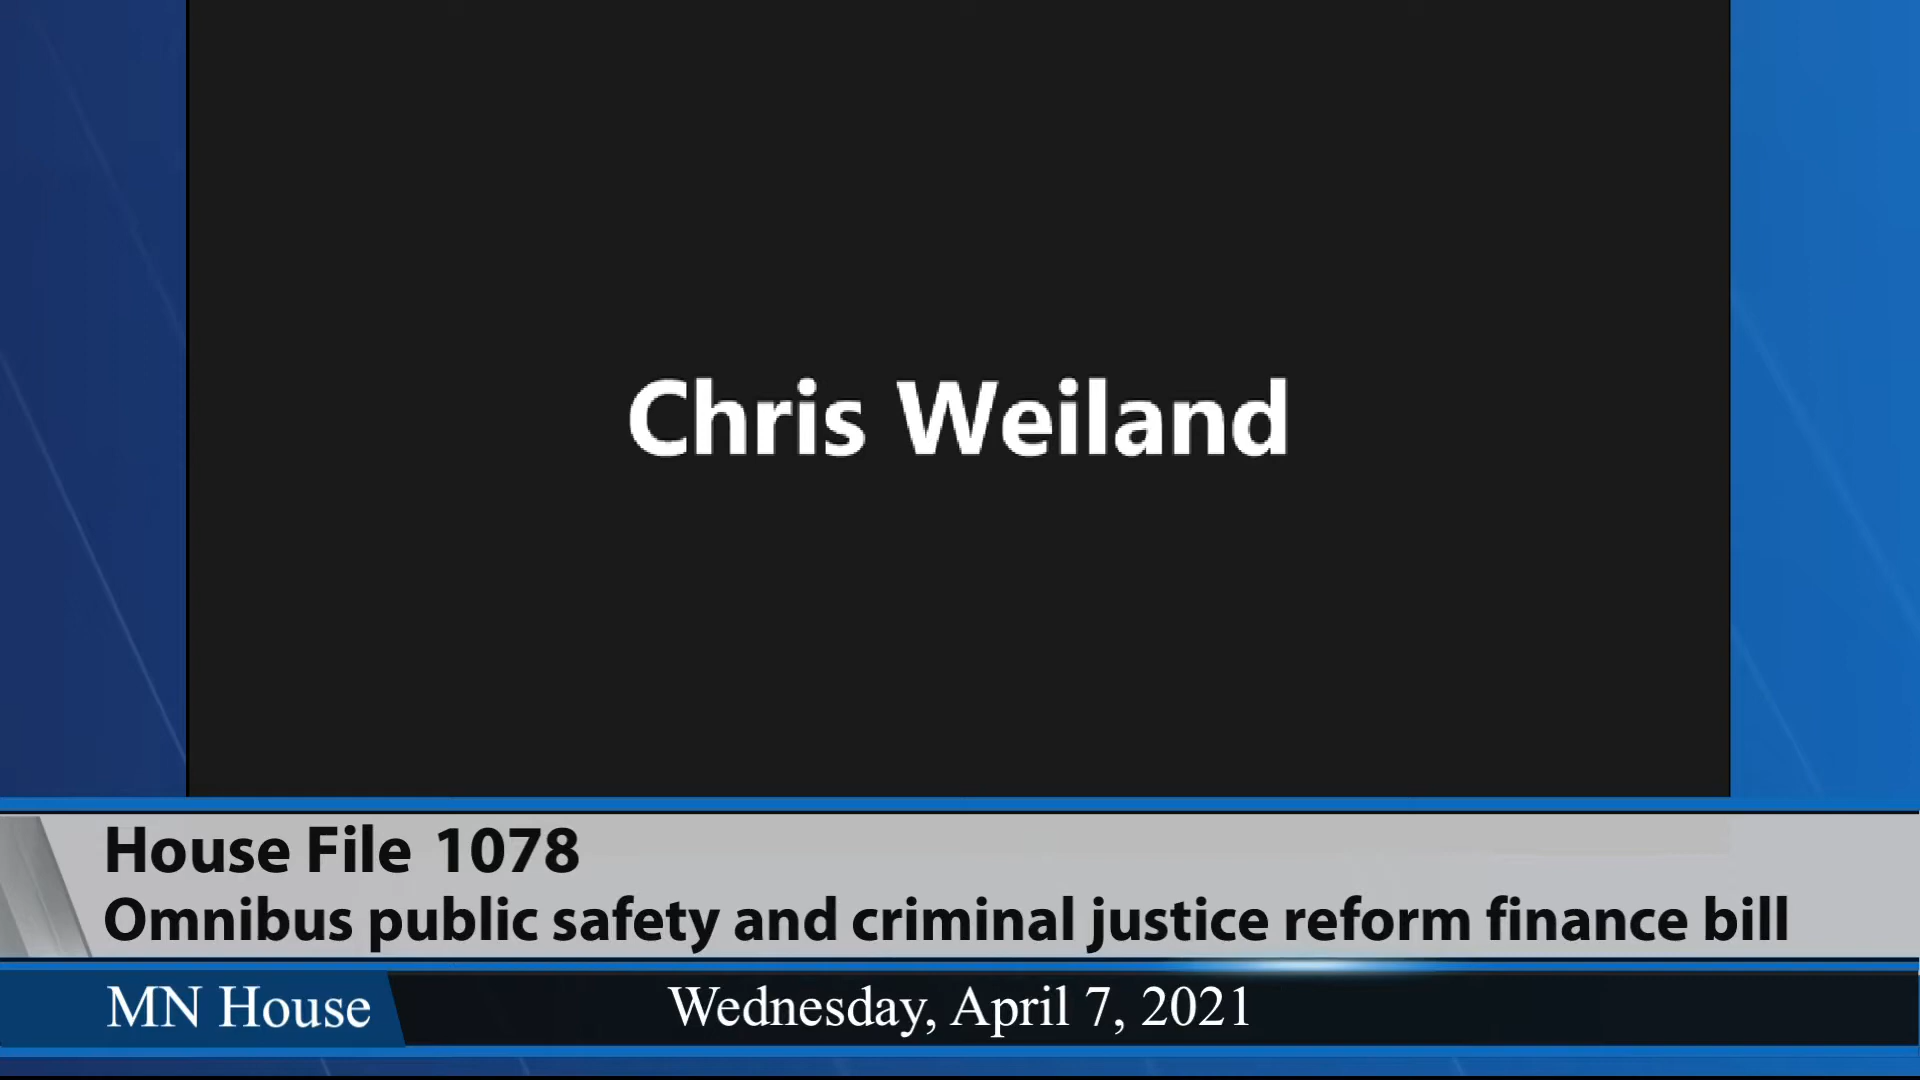 Chris Weiland
House File 1078
Omnibus public safety and criminal justice reform finance bill
MN House
Wednesday, April 7, 2021